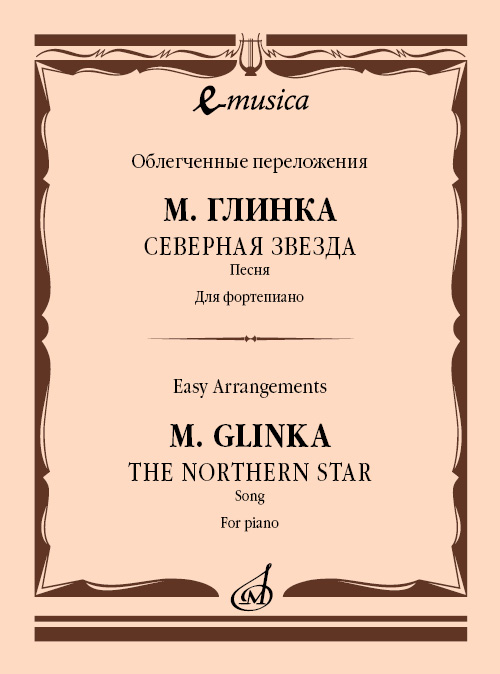 e-musica
Облегченные переложения
М. ГЛИНКА
СЕВЕРНАЯ ЗВЕЗДА
Песня
Для фортепиано
Easy Arrangements
M. GLINKA
THE NORTHERN STAR
Song
For piano
М